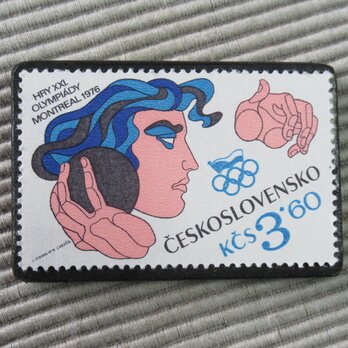 HRY XXI.
OLYMPIÁDY
MONTREAL 1976
ČESKOSLOVENSKO
KČS 3·60